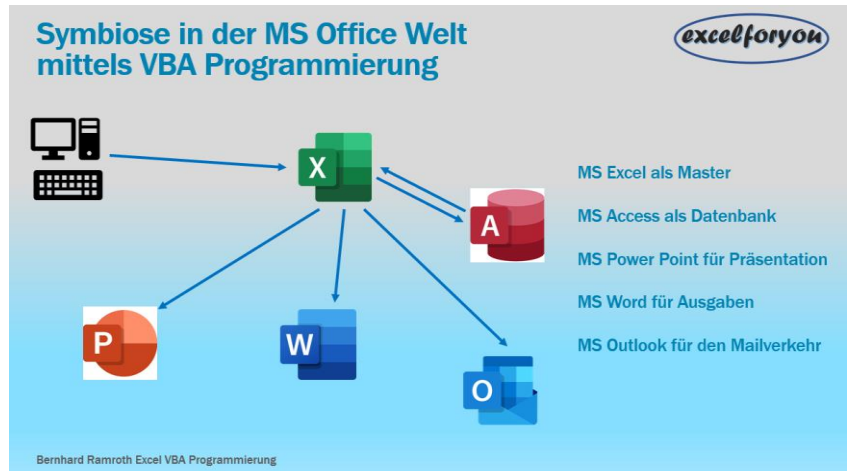 Symbiose in der MS Office Welt
mittels VBA Programmierung
excelforyou
X
A
P
W
O
MS Excel als Master
MS Access als Datenbank
MS Power Point für Präsentation
MS Word für Ausgaben
MS Outlook für den Mailverkehr
Bernhard Ramroth Excel VBA Programmierung